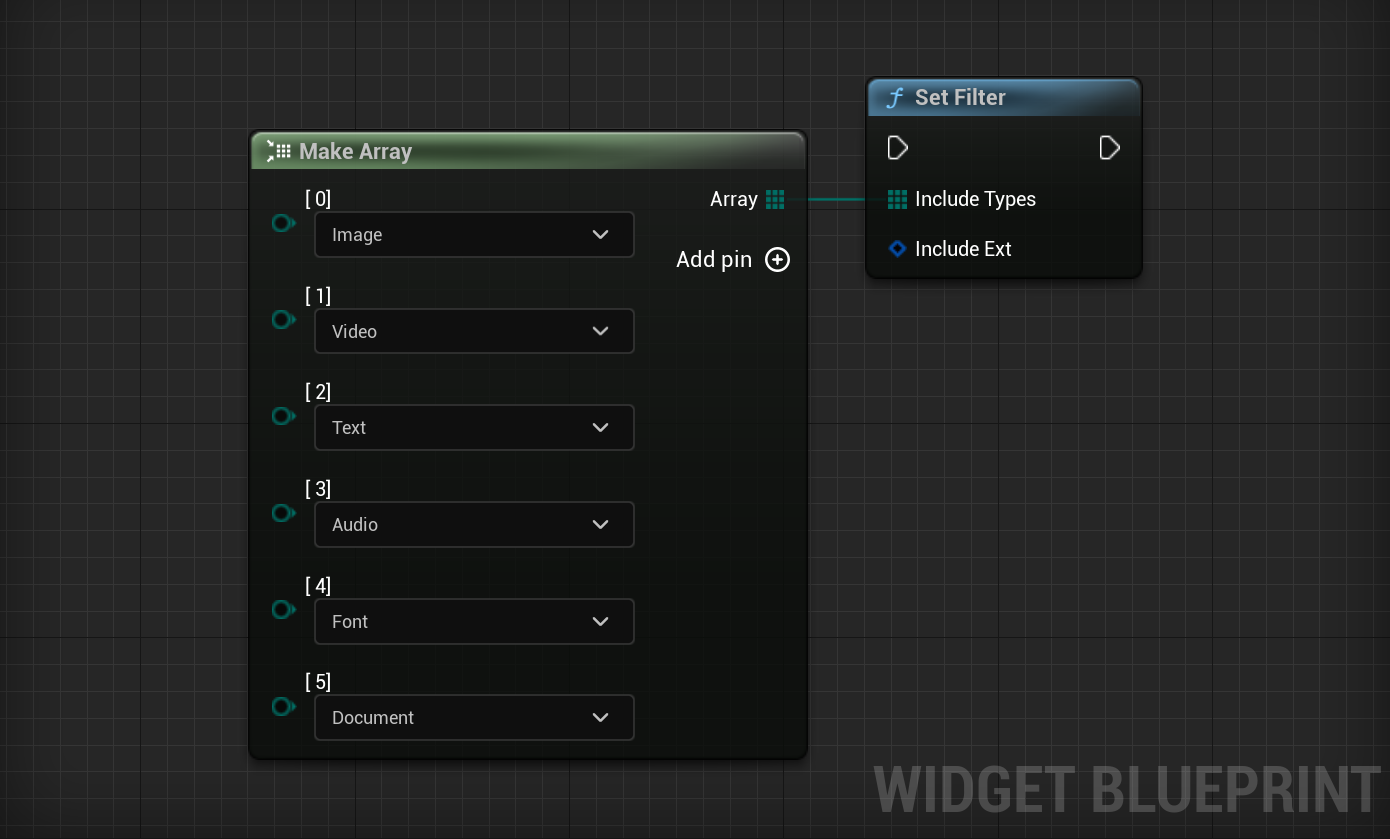 Make Array
[ 0]
Image
[ 1]
Video
[ 2]
Text
[ 3]
Audio
[ 4]
Font
[ 5]
Document
Array
Add pin
Set Filter
Include Types
Include Ext
WIDGET BLUEPRINT